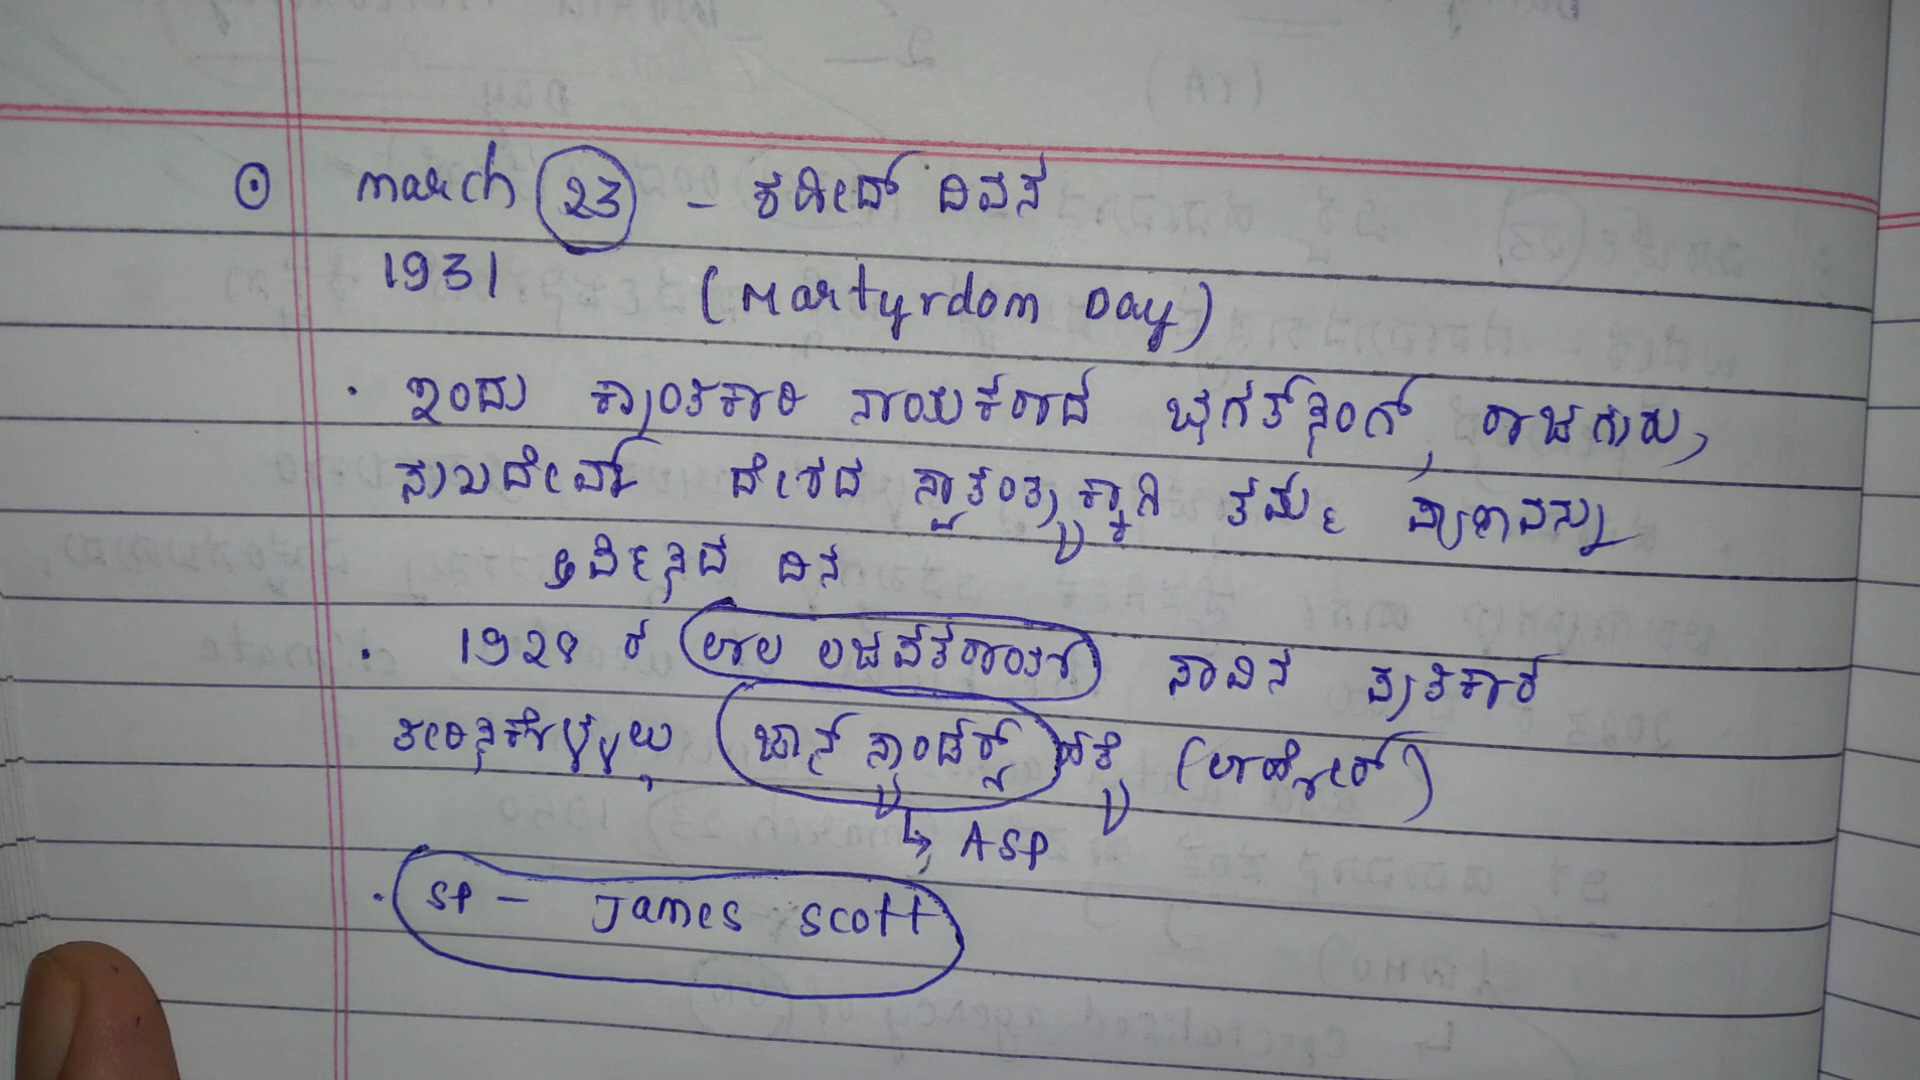 March 23 - ಶಹೀದ್ ದಿವಸ
1931 (Martyrdom Day)
· ಇಂದು ಕ್ರಾಂತಿಕಾರಿ ನಾಯಕರಾದ ಭಗತ್‌ಸಿಂಗ್, ರಾಜಗುರು,
ಸುಖದೇವ್ ದೇಶದ ಸ್ವಾತಂತ್ರ್ಯಕ್ಕಾಗಿ ತಮ್ಮ ಪ್ರಾಣವನ್ನು
ಅರ್ಪಿಸಿದ ದಿನ
· 1928 ರ ಲಾಲ ಲಜಪತರಾಯರ ಸಾವಿನ ಪ್ರತಿಕಾರ
ತೀರಿಸಿಕೊಳ್ಳಲು ಜಾನ್ ಸ್ಯಾಂಡರ್ಸ್ ಹತ್ಯೆ (ಲಾಹೋರ್)
↳ ASP
· SP - James Scott